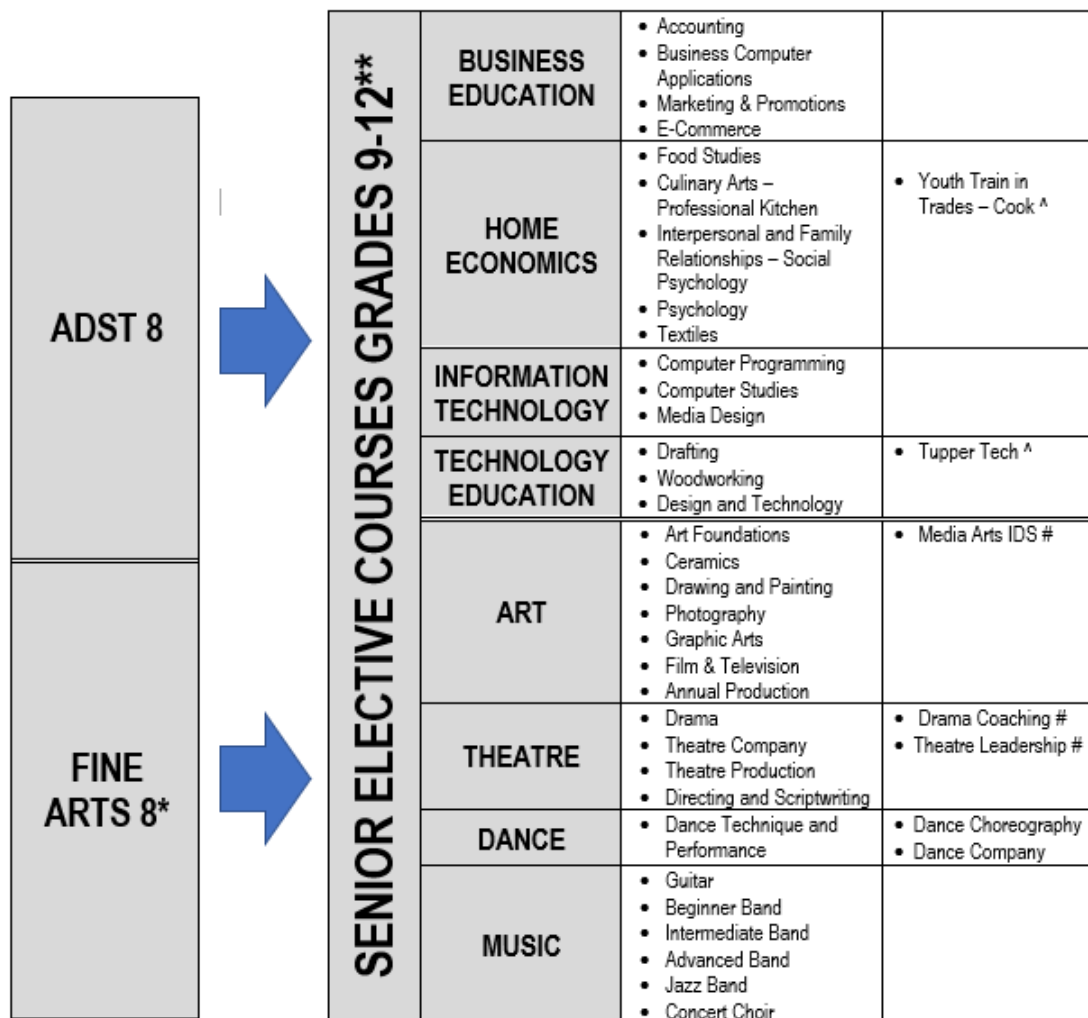 ADST 8
FINE
ARTS 8*
SENIOR ELECTIVE COURSES GRADES 9-12**
BUSINESS
EDUCATION
• Accounting
• Business Computer
Applications
• Marketing & Promotions
• E-Commerce
HOME
ECONOMICS
• Food Studies
• Culinary Arts –
Professional Kitchen
• Interpersonal and Family
Relationships – Social
Psychology
• Psychology
• Textiles
• Youth Train in
Trades – Cook ^
INFORMATION
TECHNOLOGY
• Computer Programming
• Computer Studies
• Media Design
TECHNOLOGY
EDUCATION
• Drafting
• Woodworking
• Design and Technology
• Tupper Tech ^
ART
• Art Foundations
• Ceramics
• Drawing and Painting
• Photography
• Graphic Arts
• Film & Television
• Annual Production
• Media Arts IDS #
THEATRE
• Drama
• Theatre Company
• Theatre Production
• Directing and Scriptwriting
• Drama Coaching #
• Theatre Leadership #
DANCE
• Dance Technique and
Performance
• Dance Choreography
• Dance Company
MUSIC
• Guitar
• Beginner Band
• Intermediate Band
• Advanced Band
• Jazz Band
• Concert Choir